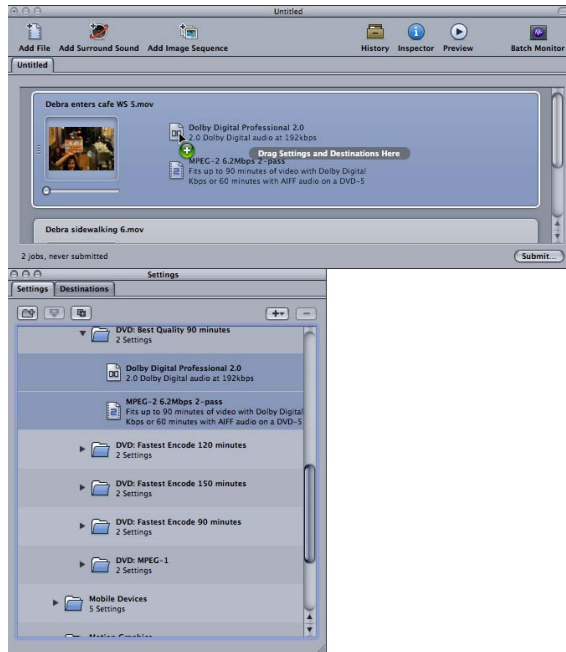 Untitled
Add File Add Surround Sound Add Image Sequence History Inspector Preview Batch Monitor
Untitled
Debra enters cafe WS 5.mov
Dolby Digital Professional 2.0
2.0 Dolby Digital audio at 192kbps
Drag Settings and Destinations Here
MPEG-2 6.2Mbps 2-pass
Fits up to 90 minutes of video with Dolby Digital
Kbps or 60 minutes with AIFF audio on a DVD-5
Debra sidewalking 6.mov
2 jobs, never submitted
Submit...
Settings
Settings Destinations
DVD: Best Quality 90 minutes
2 Settings
Dolby Digital Professional 2.0
2.0 Dolby Digital audio at 192kbps
MPEG-2 6.2Mbps 2-pass
Fits up to 90 minutes of video with Dolby Digital
Kbps or 60 minutes with AIFF audio on a DVD-5
DVD: Fastest Encode 120 minutes
2 Settings
DVD: Fastest Encode 150 minutes
2 Settings
DVD: Fastest Encode 90 minutes
2 Settings
DVD: MPEG-1
2 Settings
Mobile Devices
5 Settings
Motion Graphics